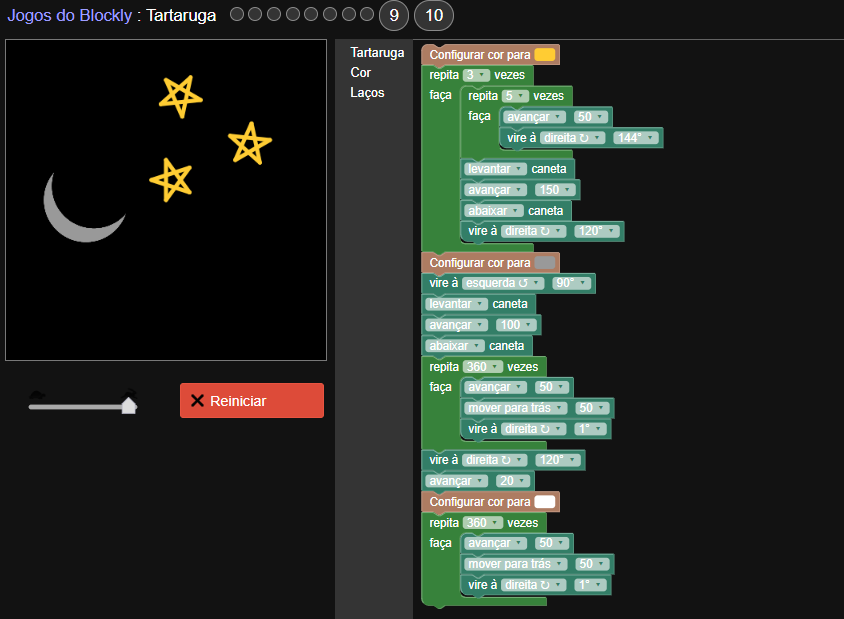 Jogos do Blockly : Tartaruga 9 10
Tartaruga
Cor
Laços
Reiniciar
Configurar cor para
repita 3 vezes
faça repita 5 vezes
faça avançar 50
vire à direita ↻ 144°
levantar caneta
avançar 150
abaixar caneta
vire à direita ↻ 120°
Configurar cor para
vire à esquerda ↺ 90°
levantar caneta
avançar 100
abaixar caneta
repita 360 vezes
faça avançar 50
mover para trás 50
vire à direita ↻ 1°
vire à direita ↻ 120°
avançar 20
Configurar cor para
repita 360 vezes
faça avançar 50
mover para trás 50
vire à direita ↻ 1°